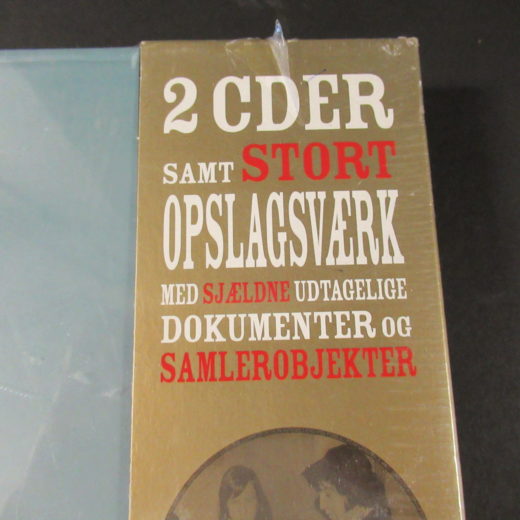 2 CDER
SAMT STORT
OPSLAGSVÆRK
MED SJÆLDNE UDTAGELIGE
DOKUMENTER OG
SAMLEROBJEKTER